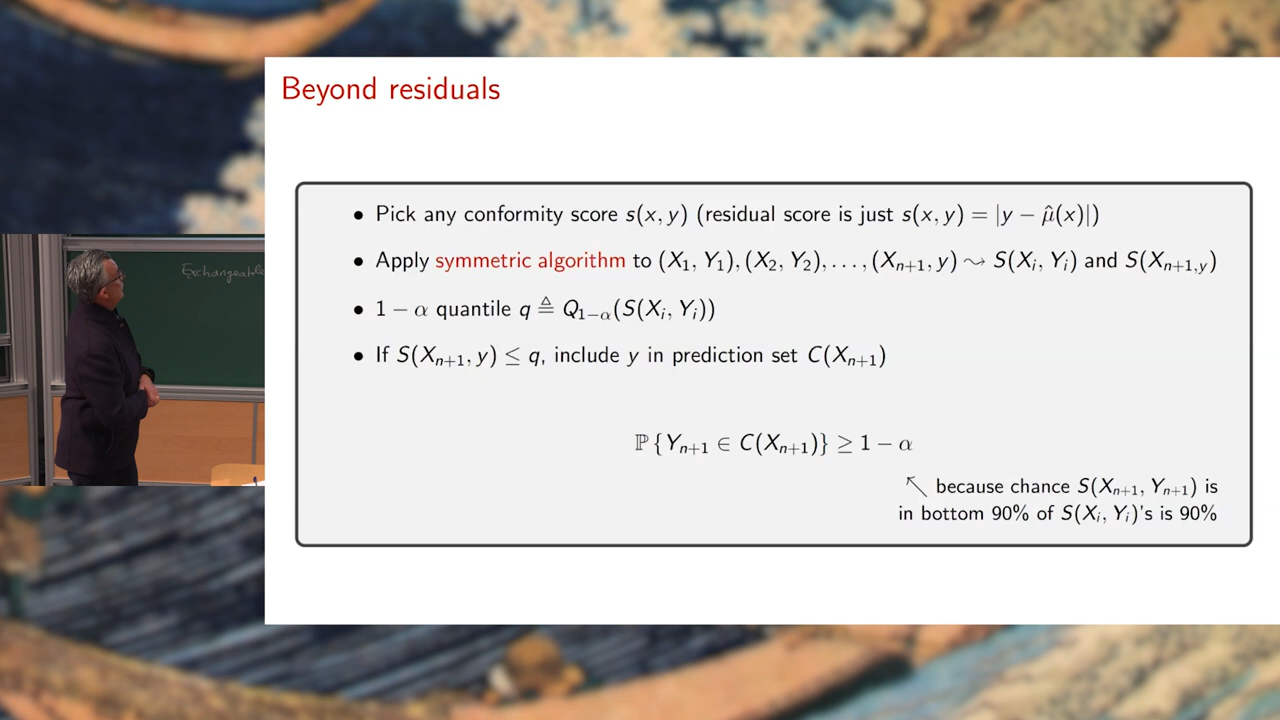 Beyond residuals
• Pick any conformity score s(x, y) (residual score is just s(x, y) = |y − μ̂(x)|)
• Apply symmetric algorithm to (X₁, Y₁), (X₂, Y₂), . . . , (Xₙ₊₁, y) ⤳ S(Xᵢ, Yᵢ) and S(Xₙ₊₁,y)
• 1 − α quantile q ≜ Q₁₋α(S(Xᵢ, Yᵢ))
• If S(Xₙ₊₁, y) ≤ q, include y in prediction set C(Xₙ₊₁)
ℙ {Yₙ₊₁ ∈ C(Xₙ₊₁)} ≥ 1 − α
↖ because chance S(Xₙ₊₁, Yₙ₊₁) is
in bottom 90% of S(Xᵢ, Yᵢ)'s is 90%
Exchangeable